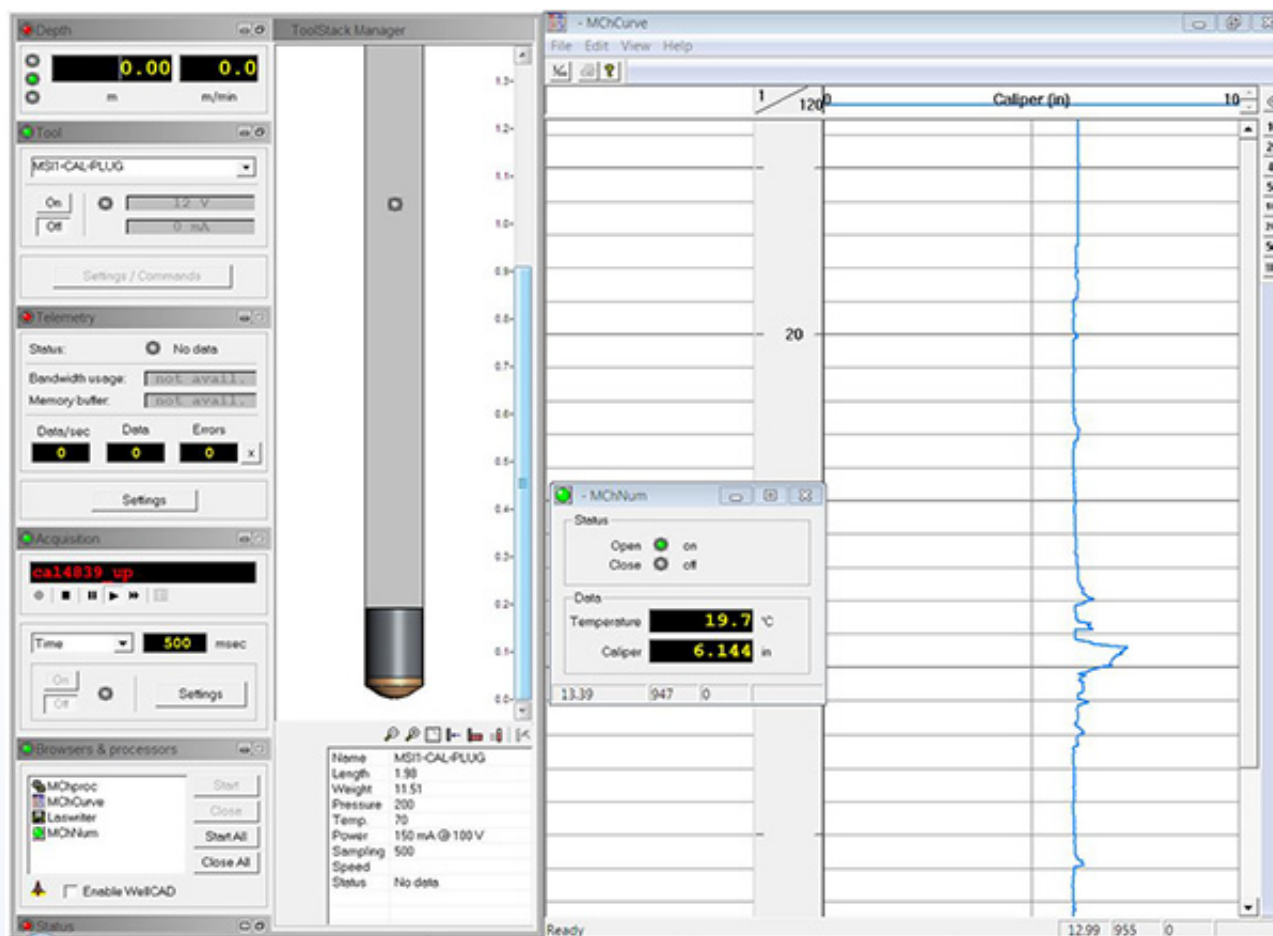 Depth
0.00 0.0
m m/min
Tool
MSI1-CAL-PLUG
On 12 V
Off 0 mA
Settings / Commands
Telemetry
Status: No data
Bandwidth usage: not avail.
Memory buffer: not avail.
Data/sec Data Errors
0 0 0 x
Settings
Acquisition
cal4839_up
Time 500 msec
On
Off
Settings
Browsers & processors
MChproc
MChCurve
Laswriter
MChNum
Start
Close
Start All
Close All
Enable WellCAD
Status
ToolStack Manager
1.3-
1.2-
1.1-
1.0-
0.9-
0.8-
0.7-
0.6-
0.5-
0.4-
0.3-
0.2-
0.1-
0.0-
Name MSI1-CAL-PLUG
Length 1.98
Weight 11.51
Pressure 200
Temp. 70
Power 150 mA @ 100 V
Sampling 500
Speed
Status No data
- MChCurve
File Edit View Help
1 / 120 0 Caliper (in) 10
20
- MChNum
Status
Open on
Close off
Data
Temperature 19.7 °C
Caliper 6.144 in
13.39 947 0
Ready 12.99 955 0